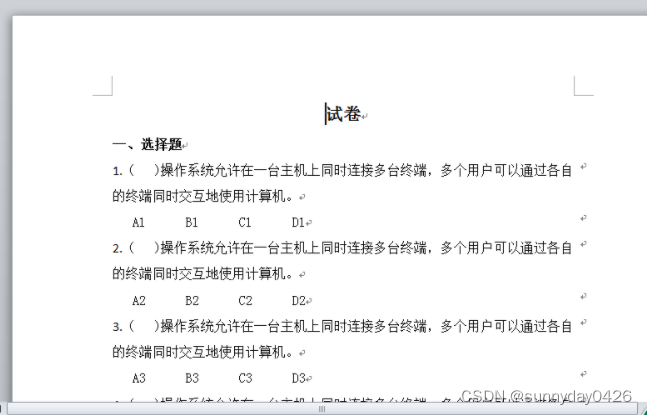 试卷
一、选择题
1.（ ）操作系统允许在一台主机上同时连接多台终端，多个用户可以通过各自
的终端同时交互地使用计算机。
A1 B1 C1 D1
2.（ ）操作系统允许在一台主机上同时连接多台终端，多个用户可以通过各自
的终端同时交互地使用计算机。
A2 B2 C2 D2
3.（ ）操作系统允许在一台主机上同时连接多台终端，多个用户可以通过各自
的终端同时交互地使用计算机。
A3 B3 C3 D3
CSDN @sunnyday0426